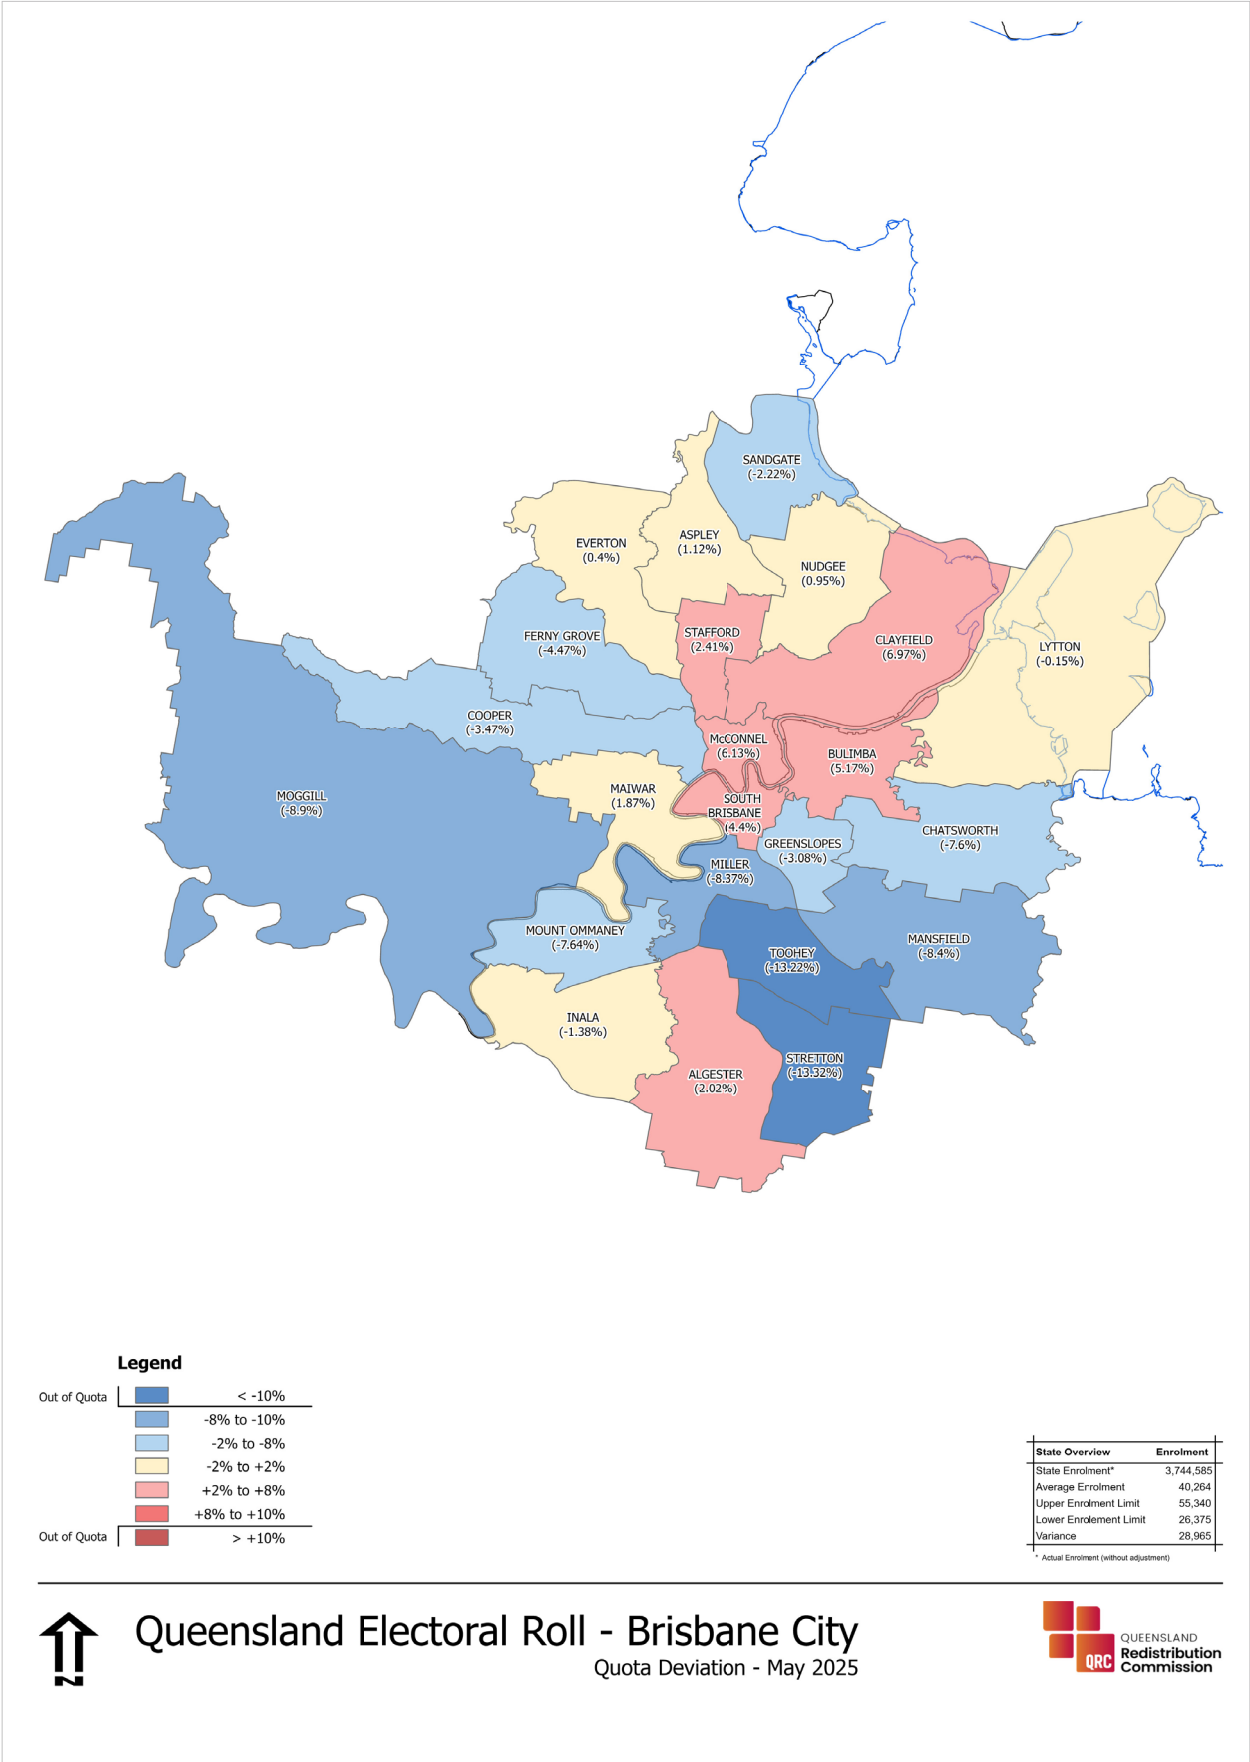 SANDGATE
(-2.22%)
EVERTON
(0.4%)
ASPLEY
(1.12%)
NUDGEE
(0.95%)
FERNY GROVE
(-4.47%)
STAFFORD
(2.41%)
CLAYFIELD
(6.97%)
LYTTON
(-0.15%)
COOPER
(-3.47%)
McCONNEL
(6.13%)
BULIMBA
(5.17%)
MOGGILL
(-8.9%)
MAIWAR
(1.87%)
SOUTH
BRISBANE
(4.4%)
GREENSLOPES
(-3.08%)
CHATSWORTH
(-7.6%)
MILLER
(-8.37%)
MOUNT OMMANEY
(-7.64%)
TOOHEY
(-13.22%)
MANSFIELD
(-8.4%)
INALA
(-1.38%)
ALGESTER
(2.02%)
STRETTON
(-13.32%)
Legend
Out of Quota < -10%
-8% to -10%
-2% to -8%
-2% to +2%
+2% to +8%
+8% to +10%
Out of Quota > +10%
State Overview Enrolment
State Enrolment* 3,744,585
Average Enrolment 40,264
Upper Enrolment Limit 55,340
Lower Enrolement Limit 26,375
Variance 28,965
* Actual Enrolment (without adjustment)
N
Queensland Electoral Roll - Brisbane City
Quota Deviation - May 2025
QRC
QUEENSLAND
Redistribution
Commission